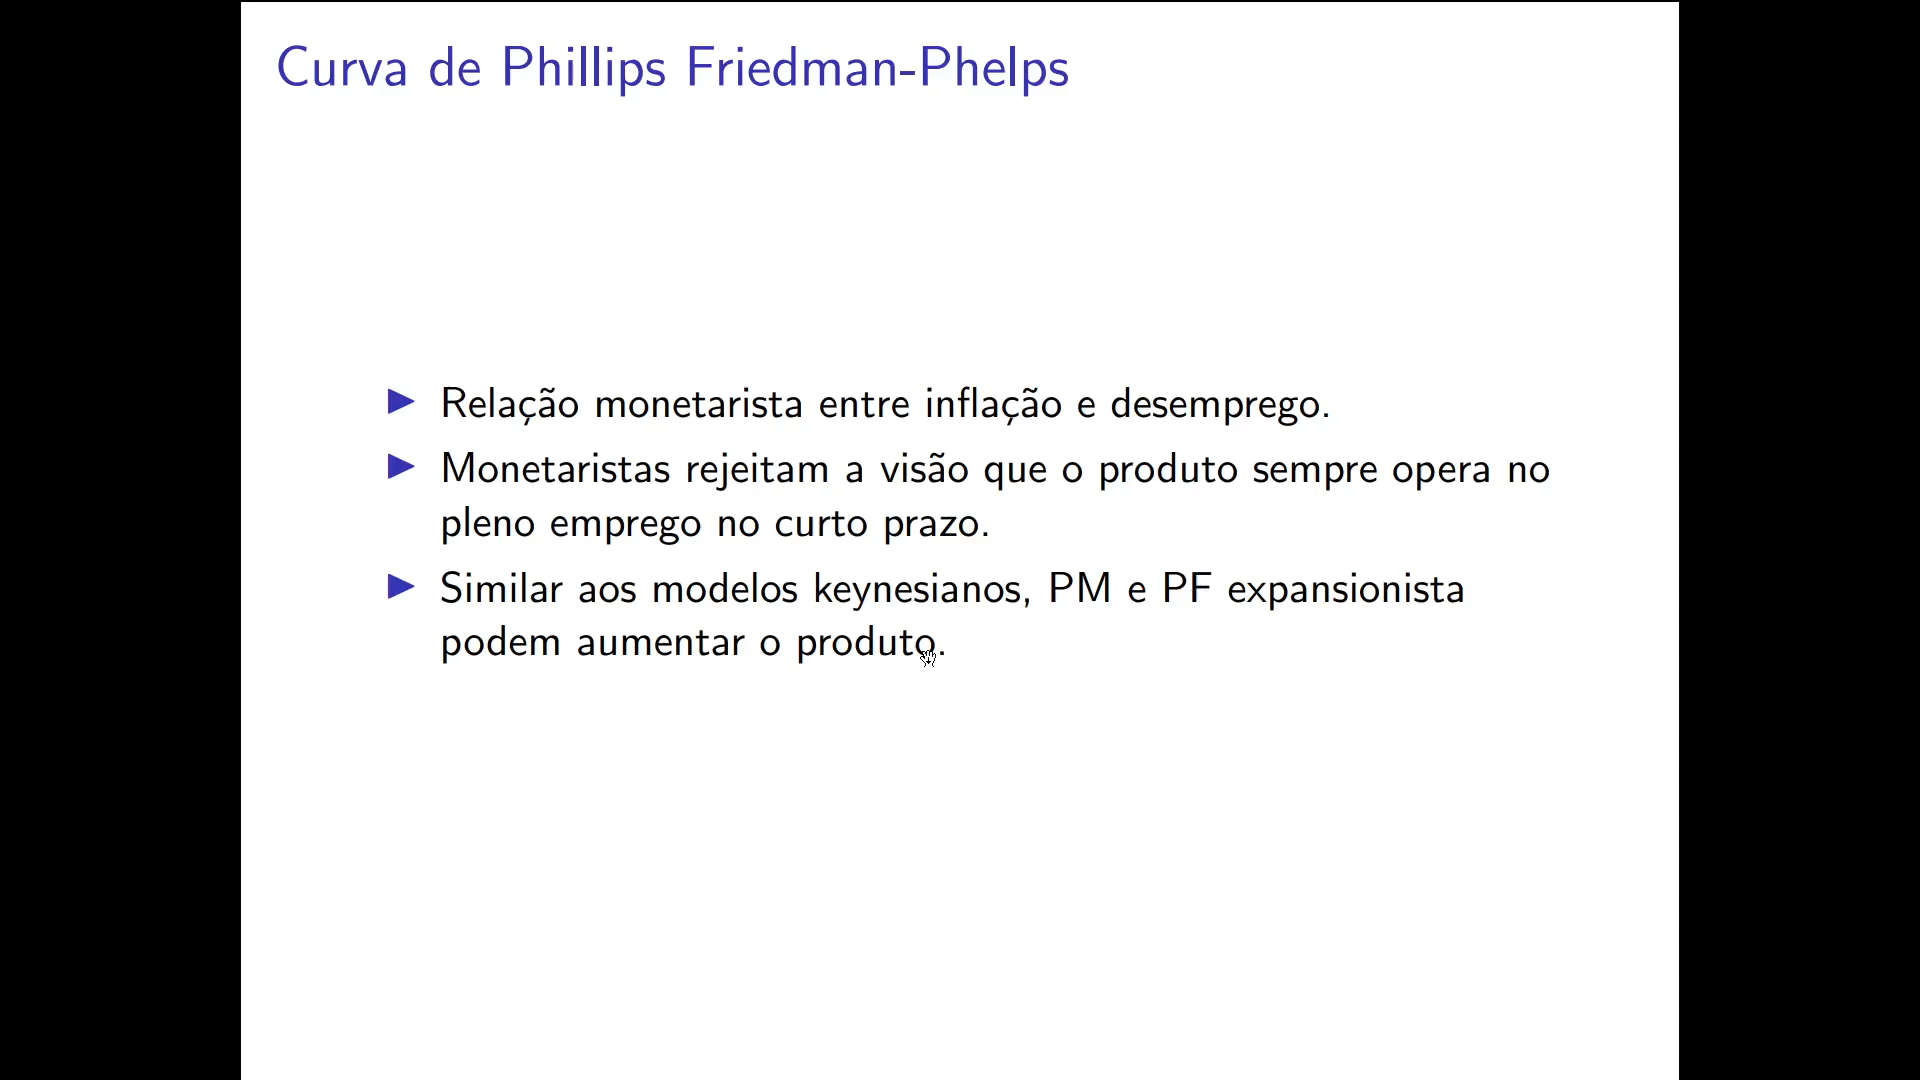 Curva de Phillips Friedman-Phelps
Relação monetarista entre inflação e desemprego.
Monetaristas rejeitam a visão que o produto sempre opera no
pleno emprego no curto prazo.
Similar aos modelos keynesianos, PM e PF expansionista
podem aumentar o produto.